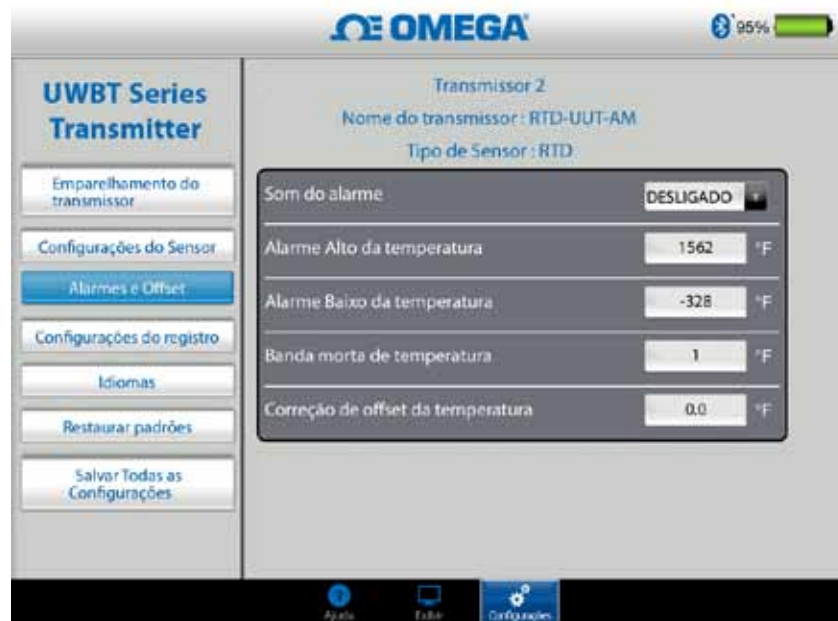 OMEGA
95%
UWBT Series
Transmitter
Emparelhamento do
transmissor
Configurações do Sensor
Alarmes e Offset
Configurações do registro
Idiomas
Restaurar padrões
Salvar Todas as
Configurações
Transmissor 2
Nome do transmissor : RTD-UUT-AM
Tipo de Sensor : RTD
Som do alarme DESLIGADO
Alarme Alto da temperatura 1562 °F
Alarme Baixo da temperatura -328 °F
Banda morta de temperatura 1 °F
Correção de offset da temperatura 0.0 °F
Ajuda
Exibir
Configurações